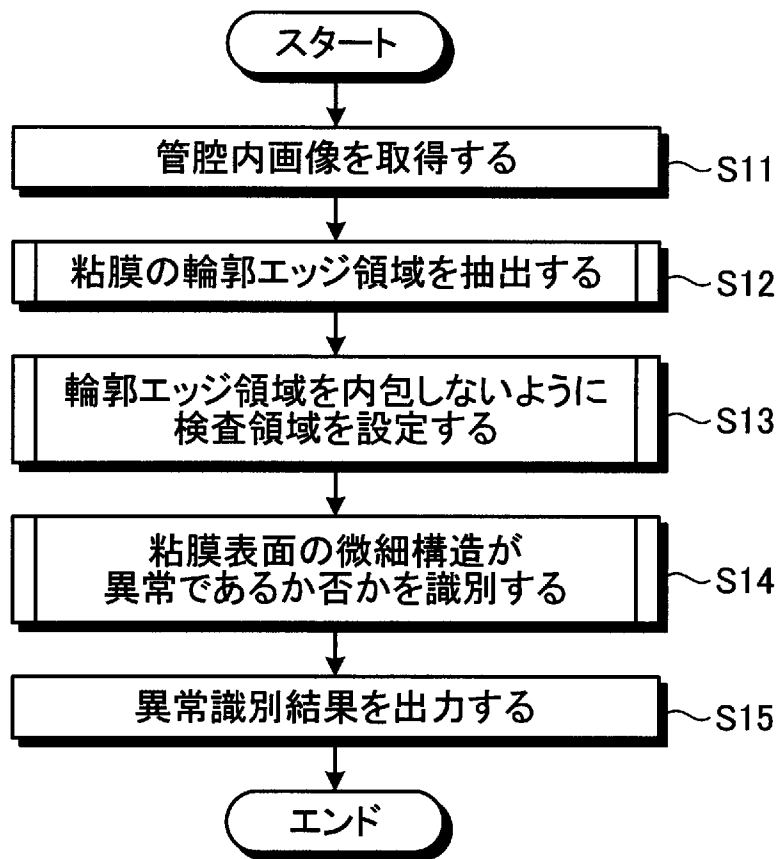 スタート
管腔内画像を取得する
S11
粘膜の輪郭エッジ領域を抽出する
S12
輪郭エッジ領域を内包しないように
検査領域を設定する
S13
粘膜表面の微細構造が
異常であるか否かを識別する
S14
異常識別結果を出力する
S15
エンド